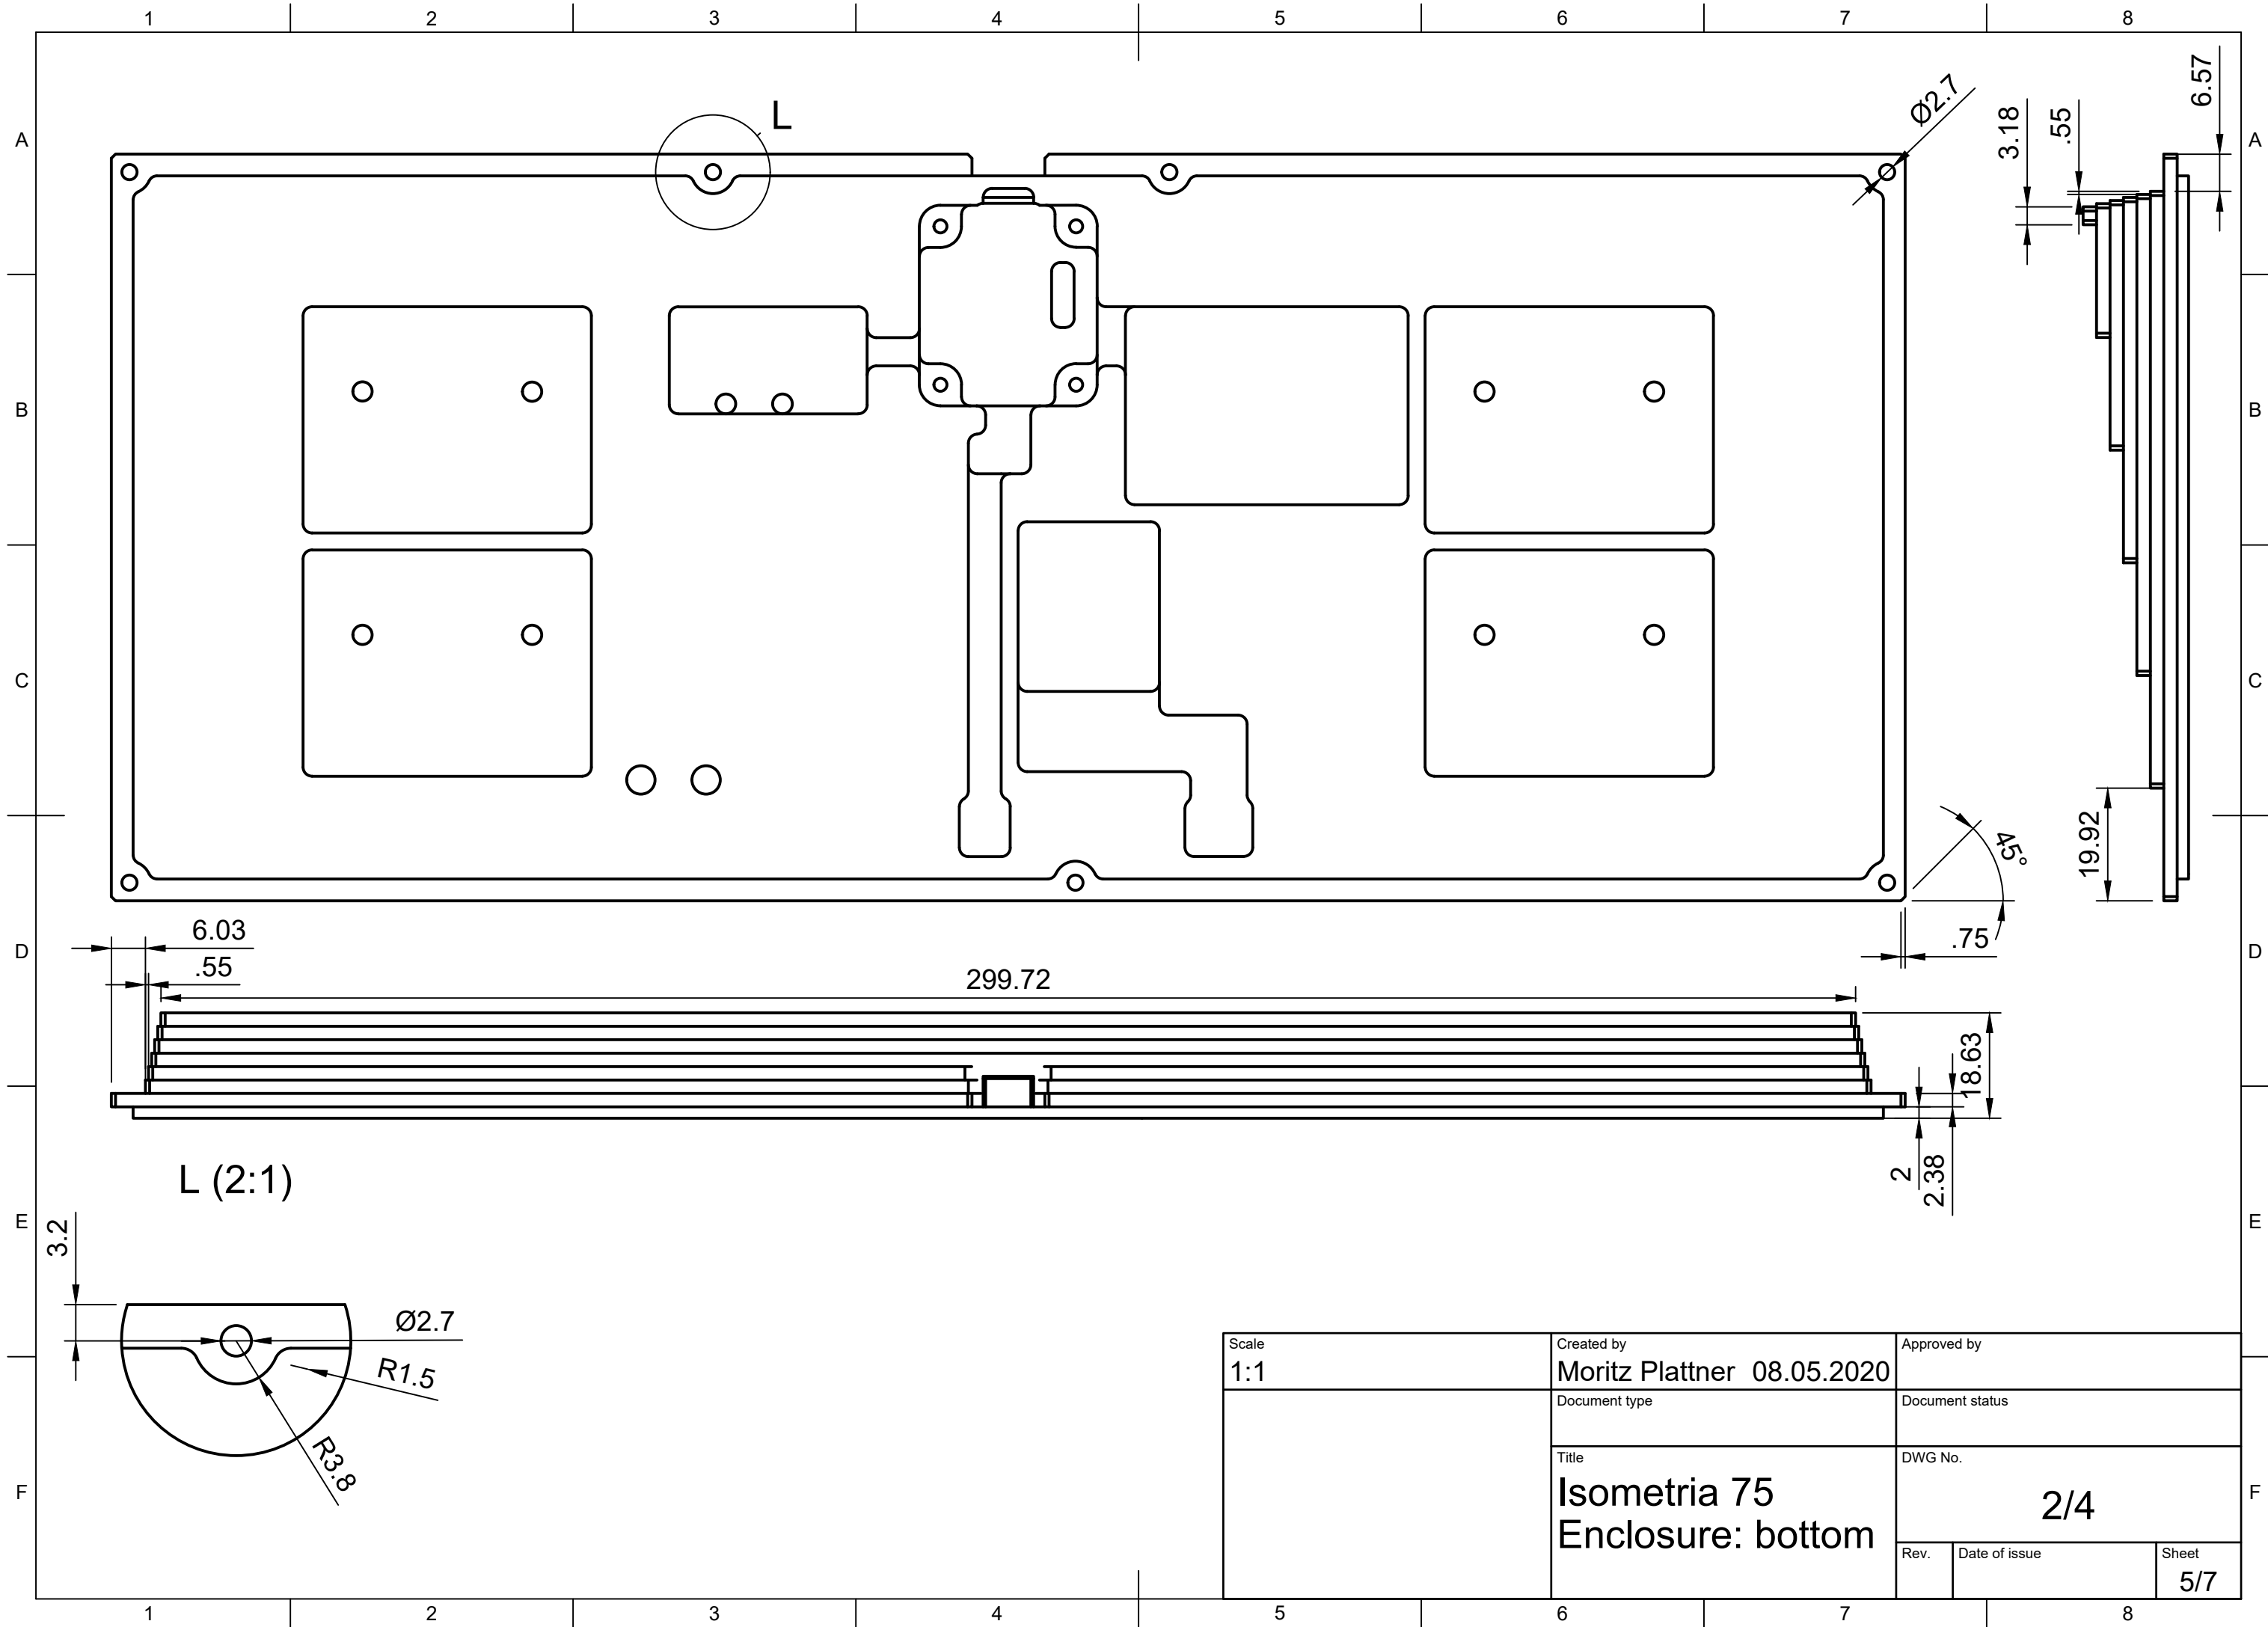 1 2 3 4 5 6 7 8
A A
B B
C C
D D
E E
F F
L
Ø2.7
3.18
.55
6.57
19.92
45°
.75
6.03
.55
299.72
18.63
2
2.38
L (2:1)
3.2
Ø2.7
R1.5
R3.8
Scale
1:1
Created by
Moritz Plattner 08.05.2020
Approved by
Document type
Document status
Title
Isometria 75
Enclosure: bottom
DWG No.
2/4
Rev.
Date of issue
Sheet
5/7
1 2 3 4 5 6 7 8